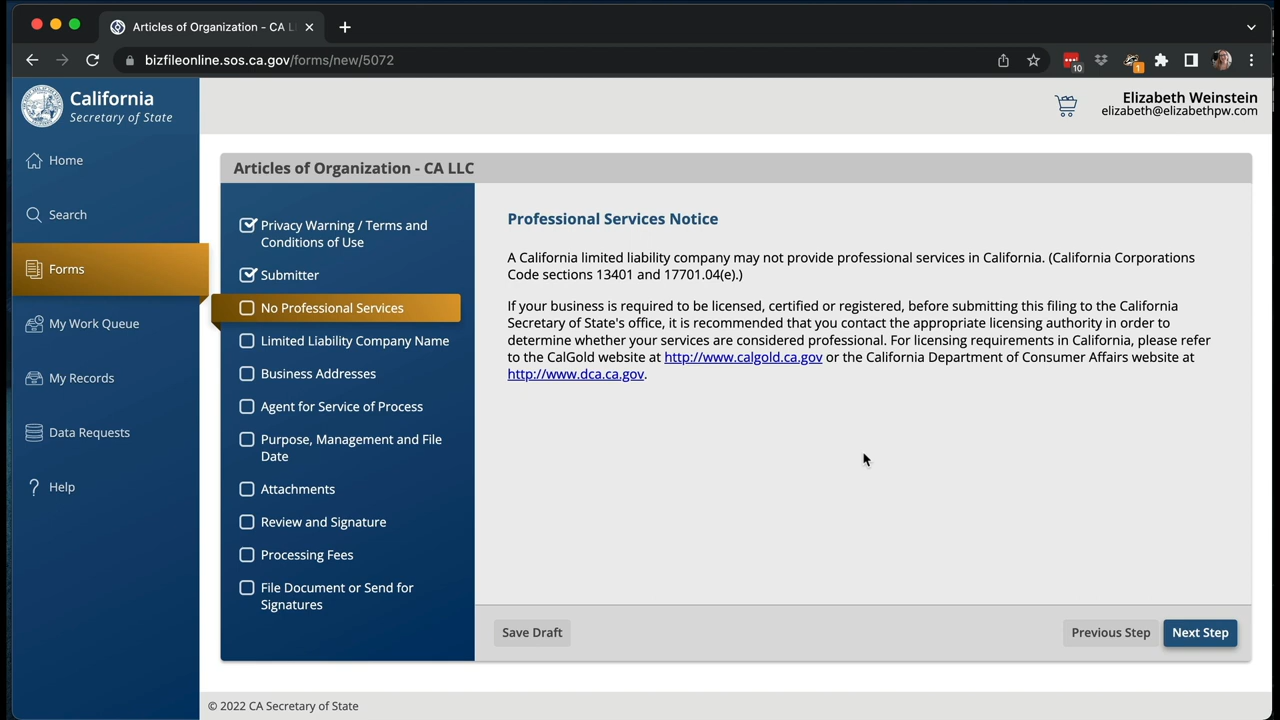 Articles of Organization - CA L
bizfileonline.sos.ca.gov/forms/new/5072
10
1
California
Secretary of State
Elizabeth Weinstein
elizabeth@elizabethpw.com
Home
Search
Forms
My Work Queue
My Records
Data Requests
Help
Articles of Organization - CA LLC
Privacy Warning / Terms and
Conditions of Use
Submitter
No Professional Services
Limited Liability Company Name
Business Addresses
Agent for Service of Process
Purpose, Management and File
Date
Attachments
Review and Signature
Processing Fees
File Document or Send for
Signatures
Professional Services Notice
A California limited liability company may not provide professional services in California. (California Corporations
Code sections 13401 and 17701.04(e).)
If your business is required to be licensed, certified or registered, before submitting this filing to the California
Secretary of State's office, it is recommended that you contact the appropriate licensing authority in order to
determine whether your services are considered professional. For licensing requirements in California, please refer
to the CalGold website at http://www.calgold.ca.gov or the California Department of Consumer Affairs website at
http://www.dca.ca.gov.
Save Draft
Previous Step
Next Step
© 2022 CA Secretary of State